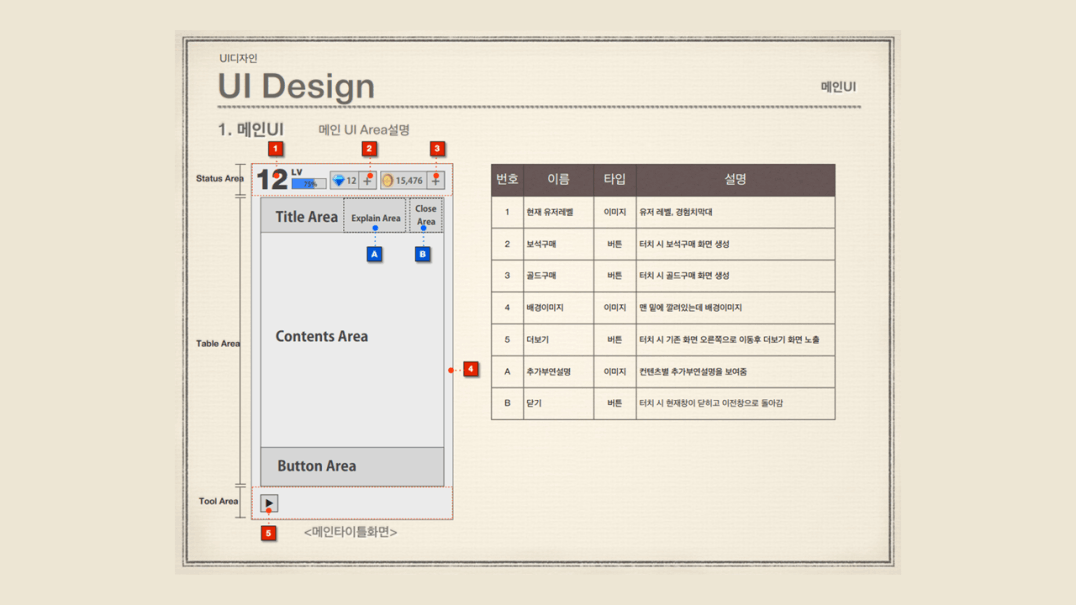 UI디자인
UI Design
메인UI
1. 메인UI 메인 UI Area설명
1 2 3
Status Area
12 LV 75% 12 + 15,476 +
Title Area Explain Area Close Area
A B
Table Area
Contents Area
4
Button Area
Tool Area
5
<메인타이틀화면>
번호 이름 타입 설명
1 현재 유저레벨 이미지 유저 레벨, 경험치막대
2 보석구매 버튼 터치 시 보석구매 화면 생성
3 골드구매 버튼 터치 시 골드구매 화면 생성
4 배경이미지 이미지 맨 밑에 깔려있는데 배경이미지
5 더보기 버튼 터치 시 기존 화면 오른쪽으로 이동후 더보기 화면 노출
A 추가부연설명 이미지 컨텐츠별 추가부연설명을 보여줌
B 닫기 버튼 터치 시 현재창이 닫히고 이전창으로 돌아감